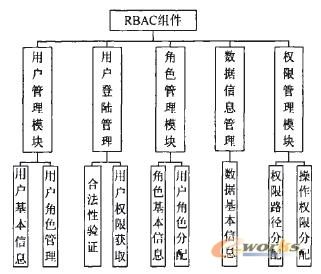 RBAC组件
用户管理模块
用户登陆管理
角色管理模块
数据信息管理
权限管理模块
用户基本信息
用户角色管理
合法性验证
用户权限获取
角色基本信息
用户角色分配
数据基本信息
权限路径分配
操作权限分配
e-works